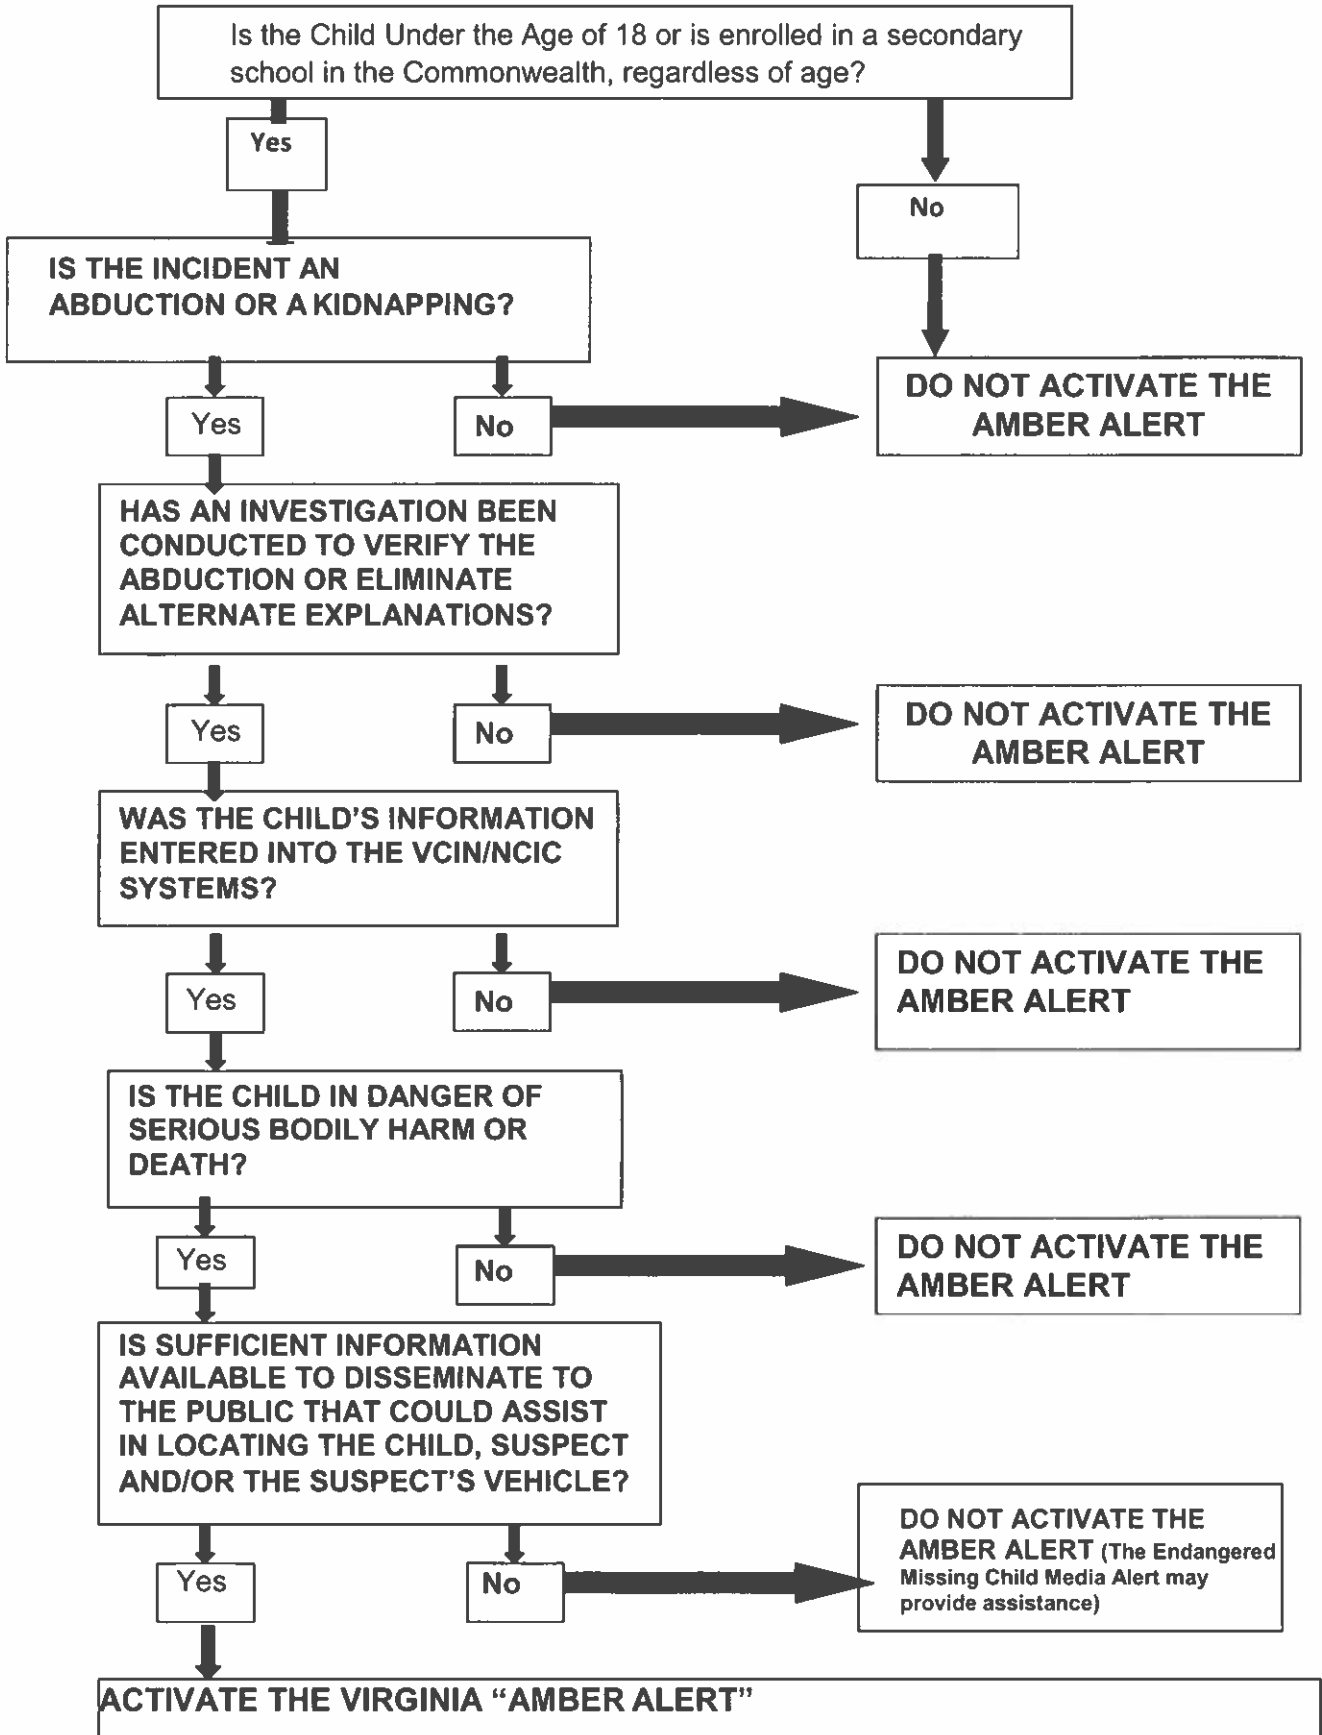 Is the Child Under the Age of 18 or is enrolled in a secondary
school in the Commonwealth, regardless of age?
Yes
No
IS THE INCIDENT AN
ABDUCTION OR A KIDNAPPING?
Yes
No
DO NOT ACTIVATE THE
AMBER ALERT
HAS AN INVESTIGATION BEEN
CONDUCTED TO VERIFY THE
ABDUCTION OR ELIMINATE
ALTERNATE EXPLANATIONS?
Yes
No
DO NOT ACTIVATE THE
AMBER ALERT
WAS THE CHILD'S INFORMATION
ENTERED INTO THE VCIN/NCIC
SYSTEMS?
Yes
No
DO NOT ACTIVATE THE
AMBER ALERT
IS THE CHILD IN DANGER OF
SERIOUS BODILY HARM OR
DEATH?
Yes
No
DO NOT ACTIVATE THE
AMBER ALERT
IS SUFFICIENT INFORMATION
AVAILABLE TO DISSEMINATE TO
THE PUBLIC THAT COULD ASSIST
IN LOCATING THE CHILD, SUSPECT
AND/OR THE SUSPECT'S VEHICLE?
Yes
No
DO NOT ACTIVATE THE
AMBER ALERT (The Endangered
Missing Child Media Alert may
provide assistance)
ACTIVATE THE VIRGINIA “AMBER ALERT”